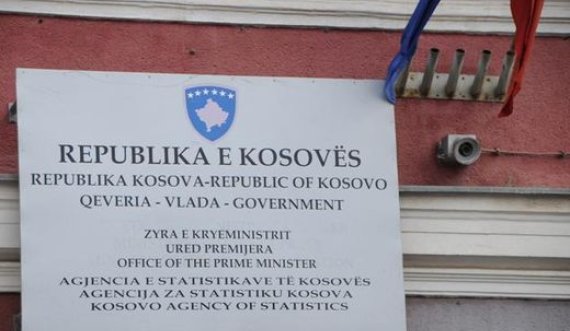 REPUBLIKA E KOSOVËS
REPUBLIKA KOSOVA-REPUBLIC OF KOSOVO
QEVERIA - VLADA - GOVERNMENT
ZYRA E KRYEMINISTRIT
URED PREMIJERA
OFFICE OF THE PRIME MINISTER
AGJENCIA E STATISTIKAVE TË KOSOVËS
AGENCIJA ZA STATISTIKU KOSOVA
KOSOVO AGENCY OF STATISTICS